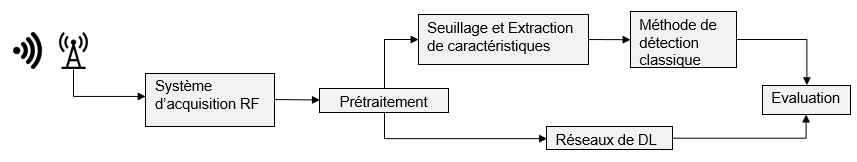 Système
d'acquisition RF
Prétraitement
Seuillage et Extraction
de caractéristiques
Méthode de
détection
classique
Réseaux de DL
Evaluation